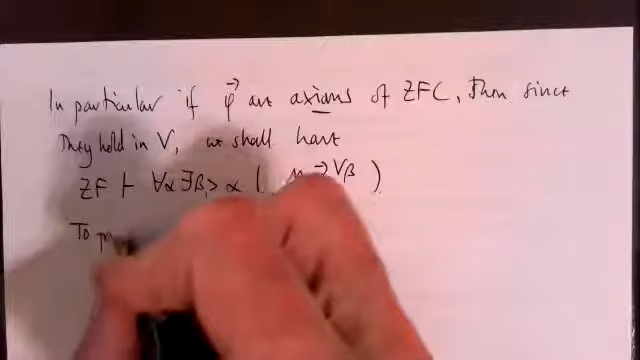 In particular if φ⃗ are axioms of ZFC, then since
they hold in V, we shall have
ZF ⊢ ∀α∃β>α ( Vβ )
To